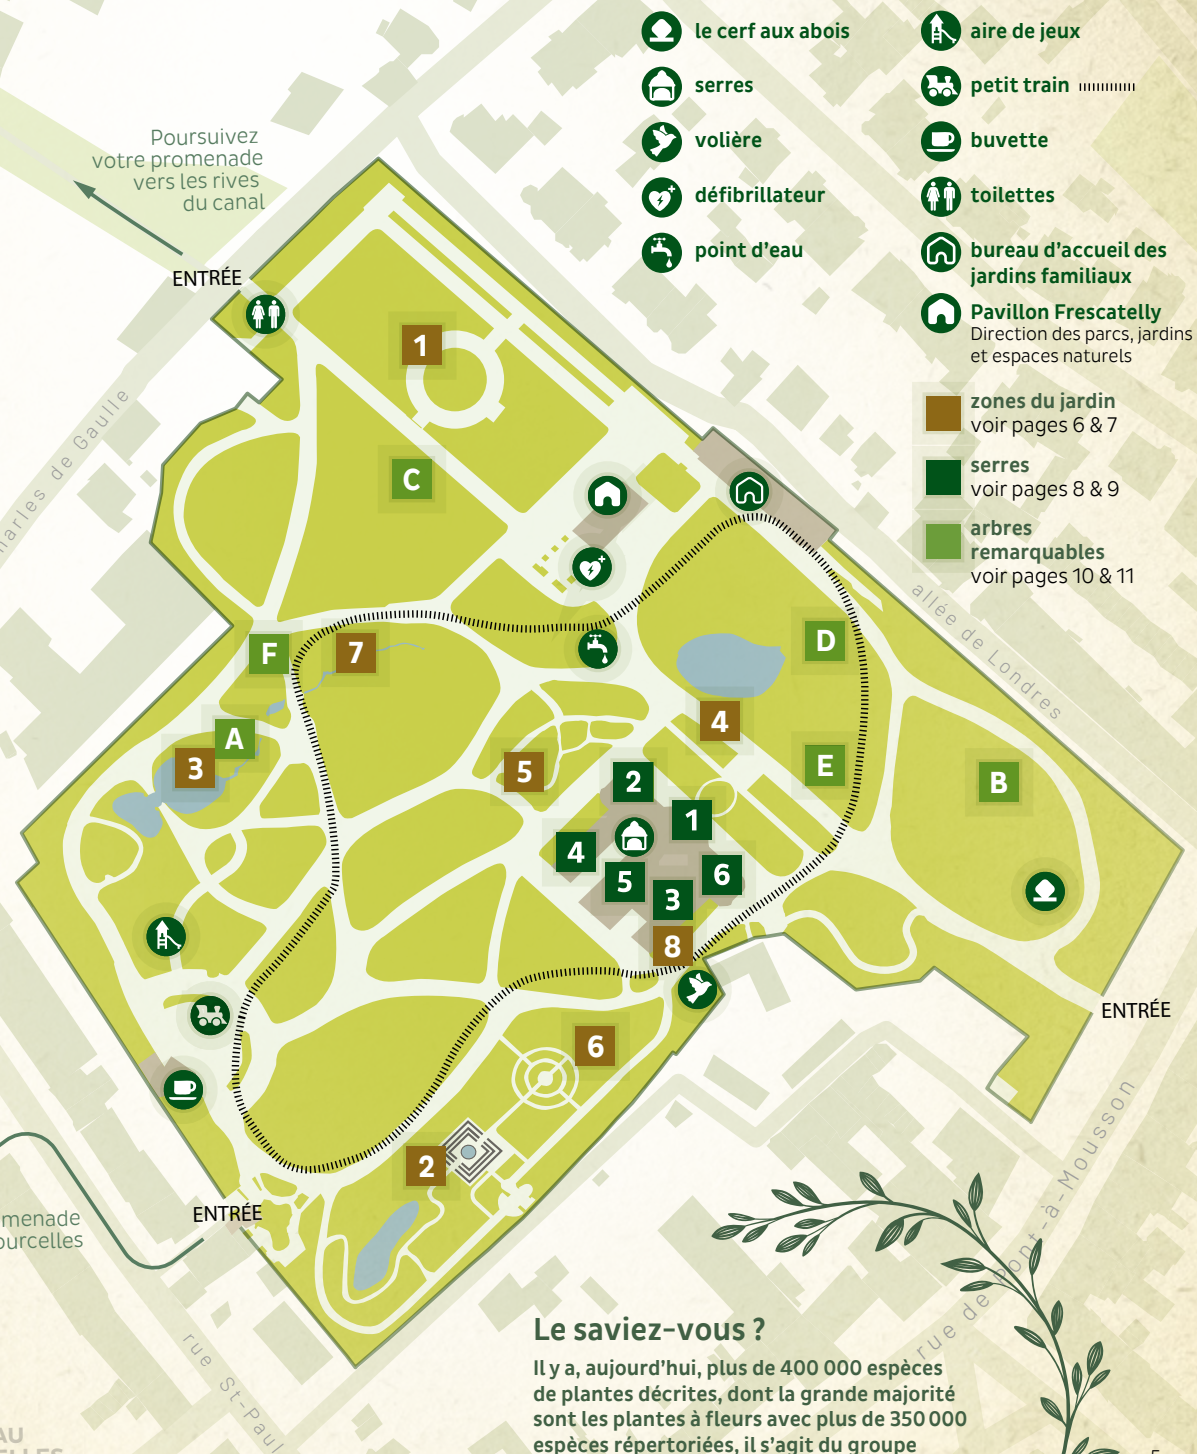 le cerf aux abois
serres
volière
défibrillateur
point d'eau
aire de jeux
petit train
buvette
toilettes
bureau d'accueil des
jardins familiaux
Pavillon Frescatelly
Direction des parcs, jardins
et espaces naturels
zones du jardin
voir pages 6 & 7
serres
voir pages 8 & 9
arbres
remarquables
voir pages 10 & 11
Poursuivez
votre promenade
vers les rives
du canal
ENTRÉE
1
C
F
7
A
3
D
4
E
B
5
2
1
4
5
6
3
8
6
2
ENTRÉE
ENTRÉE
de Gaulle
allée de Londres
rue de Pont-à-Mousson
rue St-Paul
Le saviez-vous ?
Il y a, aujourd'hui, plus de 400 000 espèces
de plantes décrites, dont la grande majorité
sont les plantes à fleurs avec plus de 350 000
espèces répertoriées, il s'agit du groupe